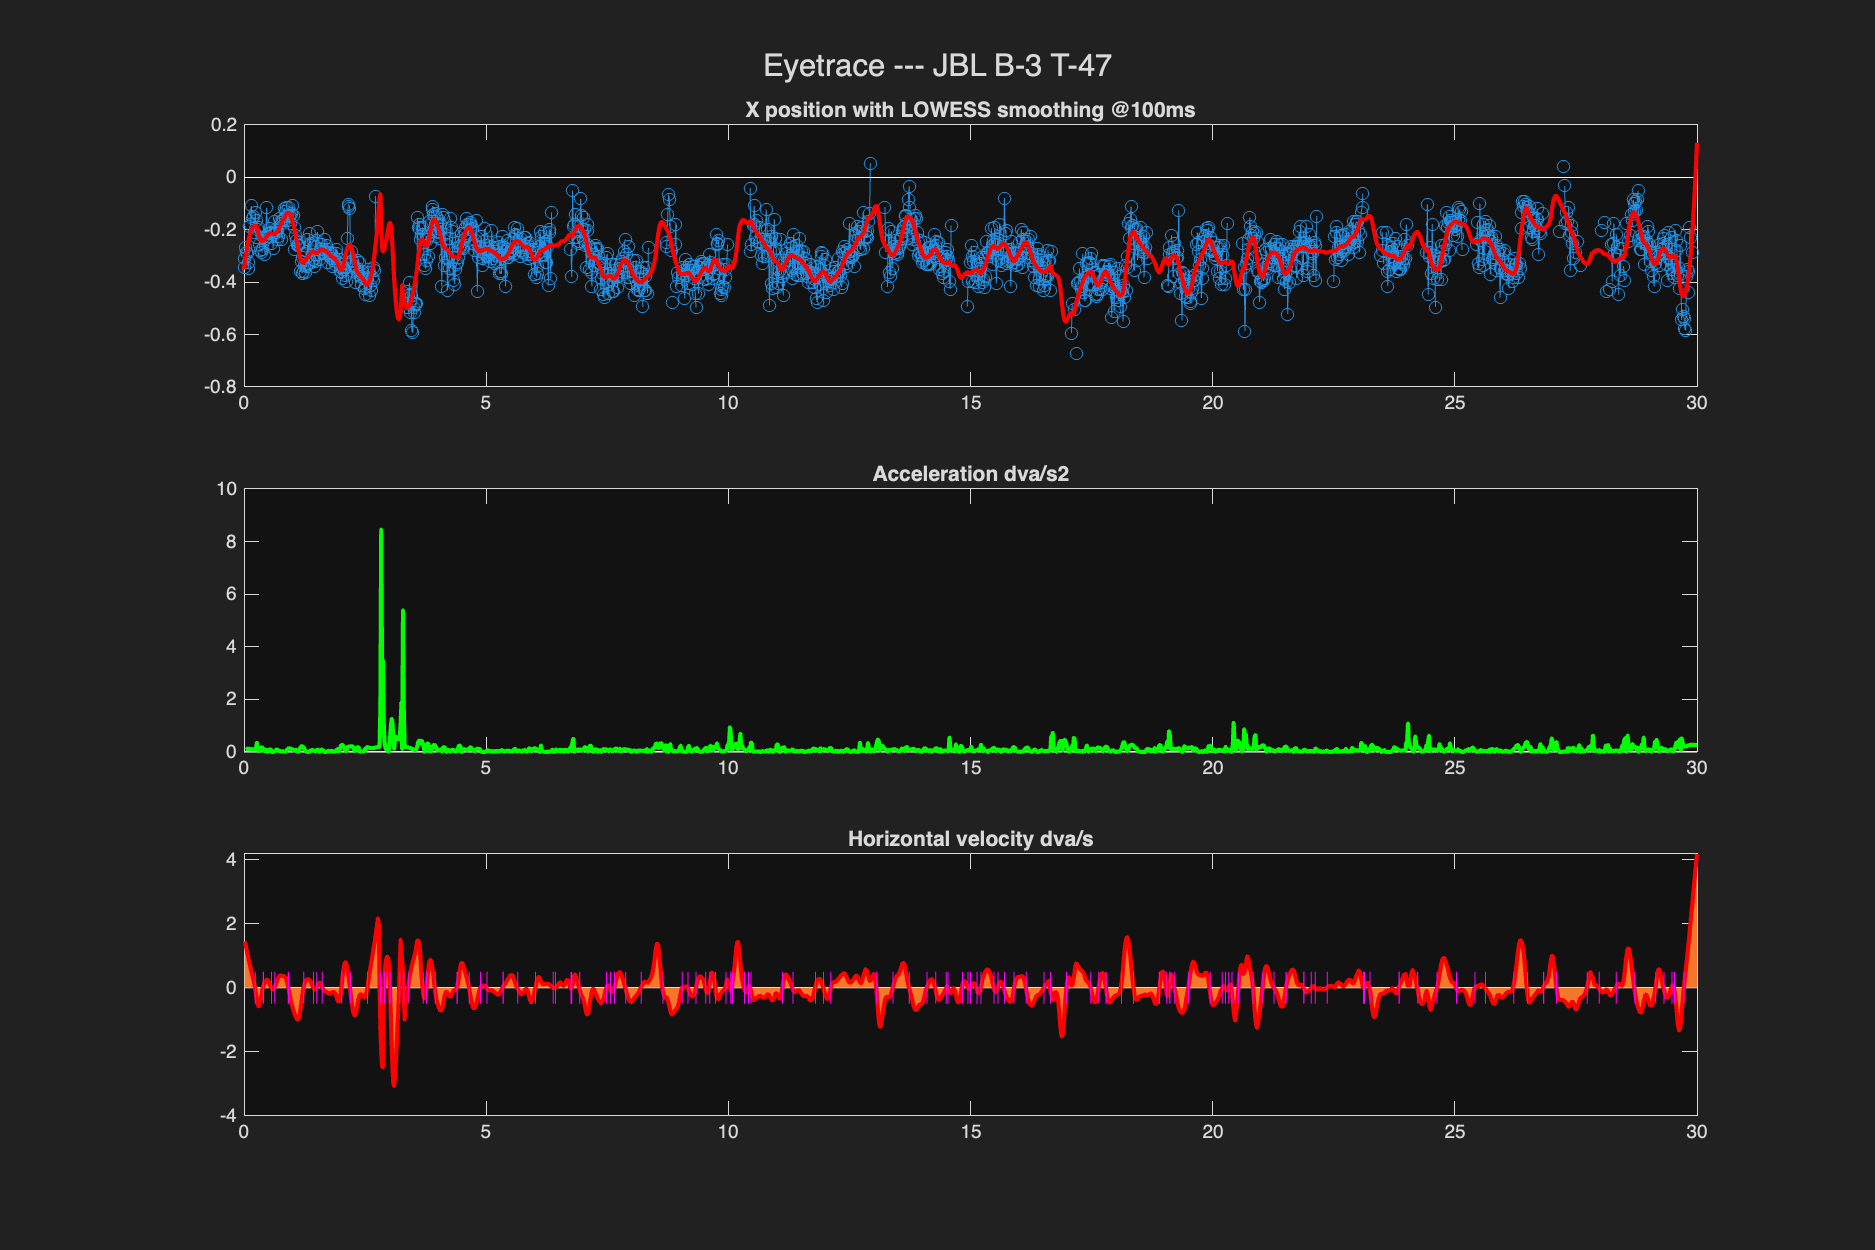 Eyetrace --- JBL B-3 T-47
X position with LOWESS smoothing @100ms
0.2
0
-0.2
-0.4
-0.6
-0.8
0 5 10 15 20 25 30
Acceleration dva/s2
10
8
6
4
2
0
0 5 10 15 20 25 30
Horizontal velocity dva/s
4
2
0
-2
-4
0 5 10 15 20 25 30